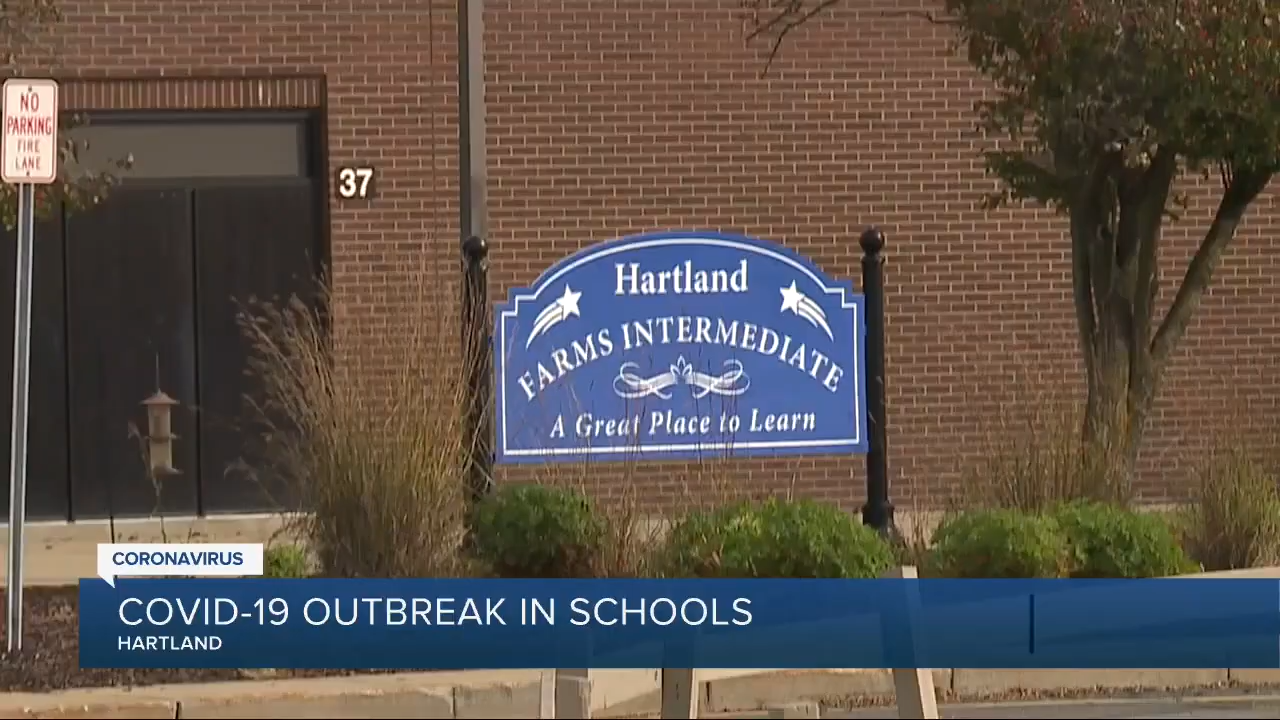 NO
PARKING
FIRE
LANE
37
Hartland
FARMS INTERMEDIATE
A Great Place to Learn
CORONAVIRUS
COVID-19 OUTBREAK IN SCHOOLS
HARTLAND